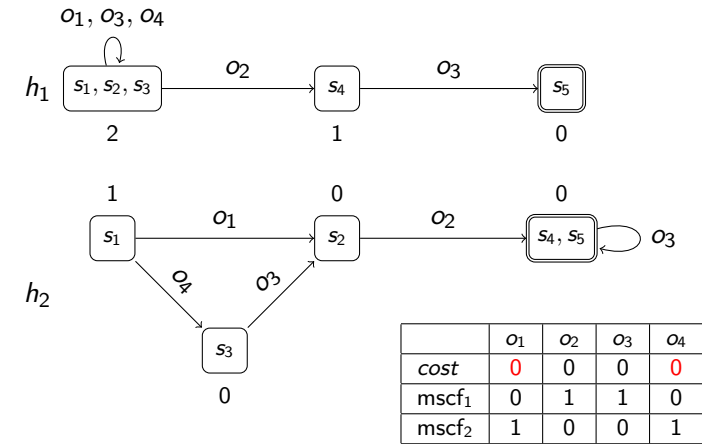 o₁, o₃, o₄
h₁ s₁, s₂, s₃ o₂ s₄ o₃ s₅
2 1 0
1 0 0
s₁ o₁ s₂ o₂ s₄, s₅ o₃
o₄ o₃
h₂
s₃
0
o₁ o₂ o₃ o₄
cost 0 0 0 0
mscf₁ 0 1 1 0
mscf₂ 1 0 0 1